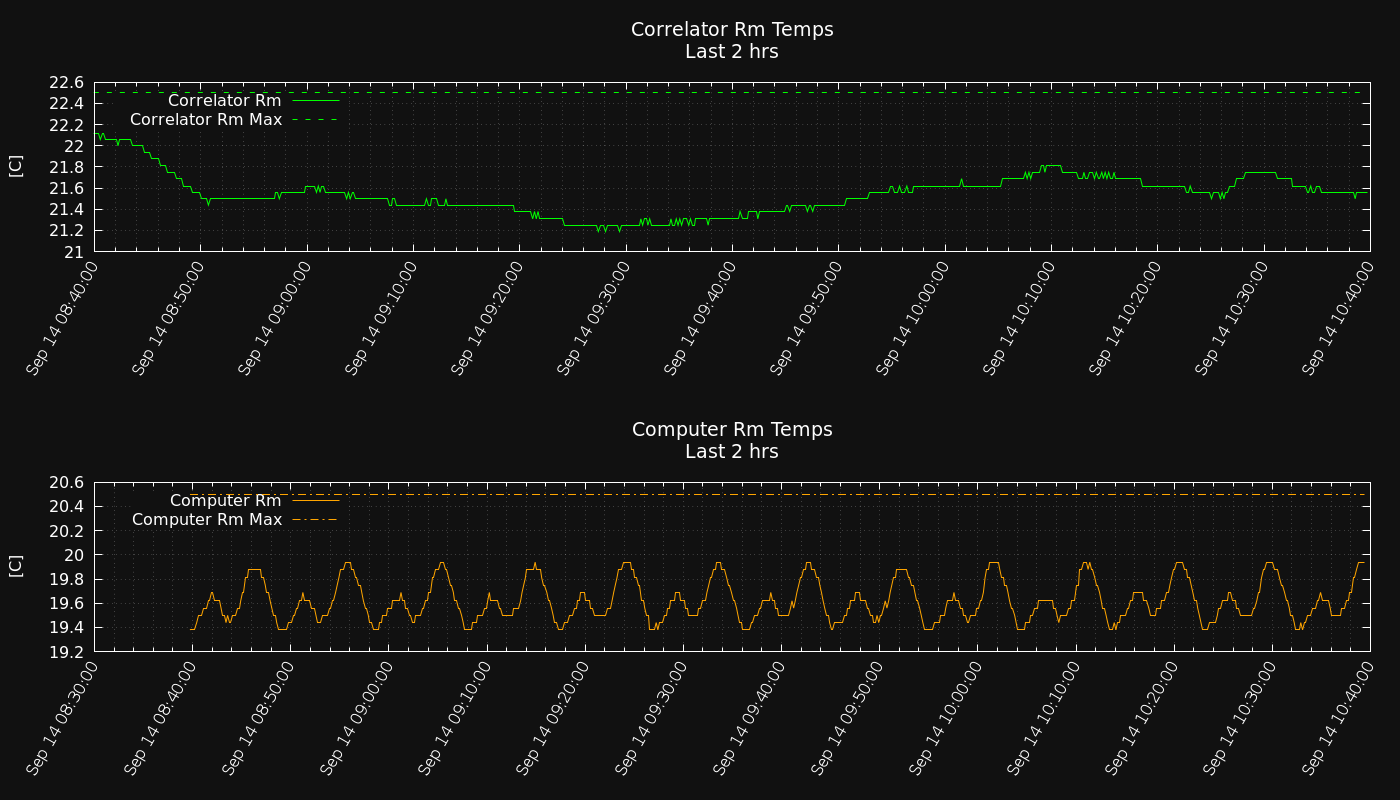 Correlator Rm Temps
Last 2 hrs
22.6
22.4
22.2
22
21.8
21.6
21.4
21.2
21
[C]
Correlator Rm
Correlator Rm Max
Sep 14 08:40:00
Sep 14 08:50:00
Sep 14 09:00:00
Sep 14 09:10:00
Sep 14 09:20:00
Sep 14 09:30:00
Sep 14 09:40:00
Sep 14 09:50:00
Sep 14 10:00:00
Sep 14 10:10:00
Sep 14 10:20:00
Sep 14 10:30:00
Sep 14 10:40:00
Computer Rm Temps
Last 2 hrs
20.6
20.4
20.2
20
19.8
19.6
19.4
19.2
[C]
Computer Rm
Computer Rm Max
Sep 14 08:30:00
Sep 14 08:40:00
Sep 14 08:50:00
Sep 14 09:00:00
Sep 14 09:10:00
Sep 14 09:20:00
Sep 14 09:30:00
Sep 14 09:40:00
Sep 14 09:50:00
Sep 14 10:00:00
Sep 14 10:10:00
Sep 14 10:20:00
Sep 14 10:30:00
Sep 14 10:40:00